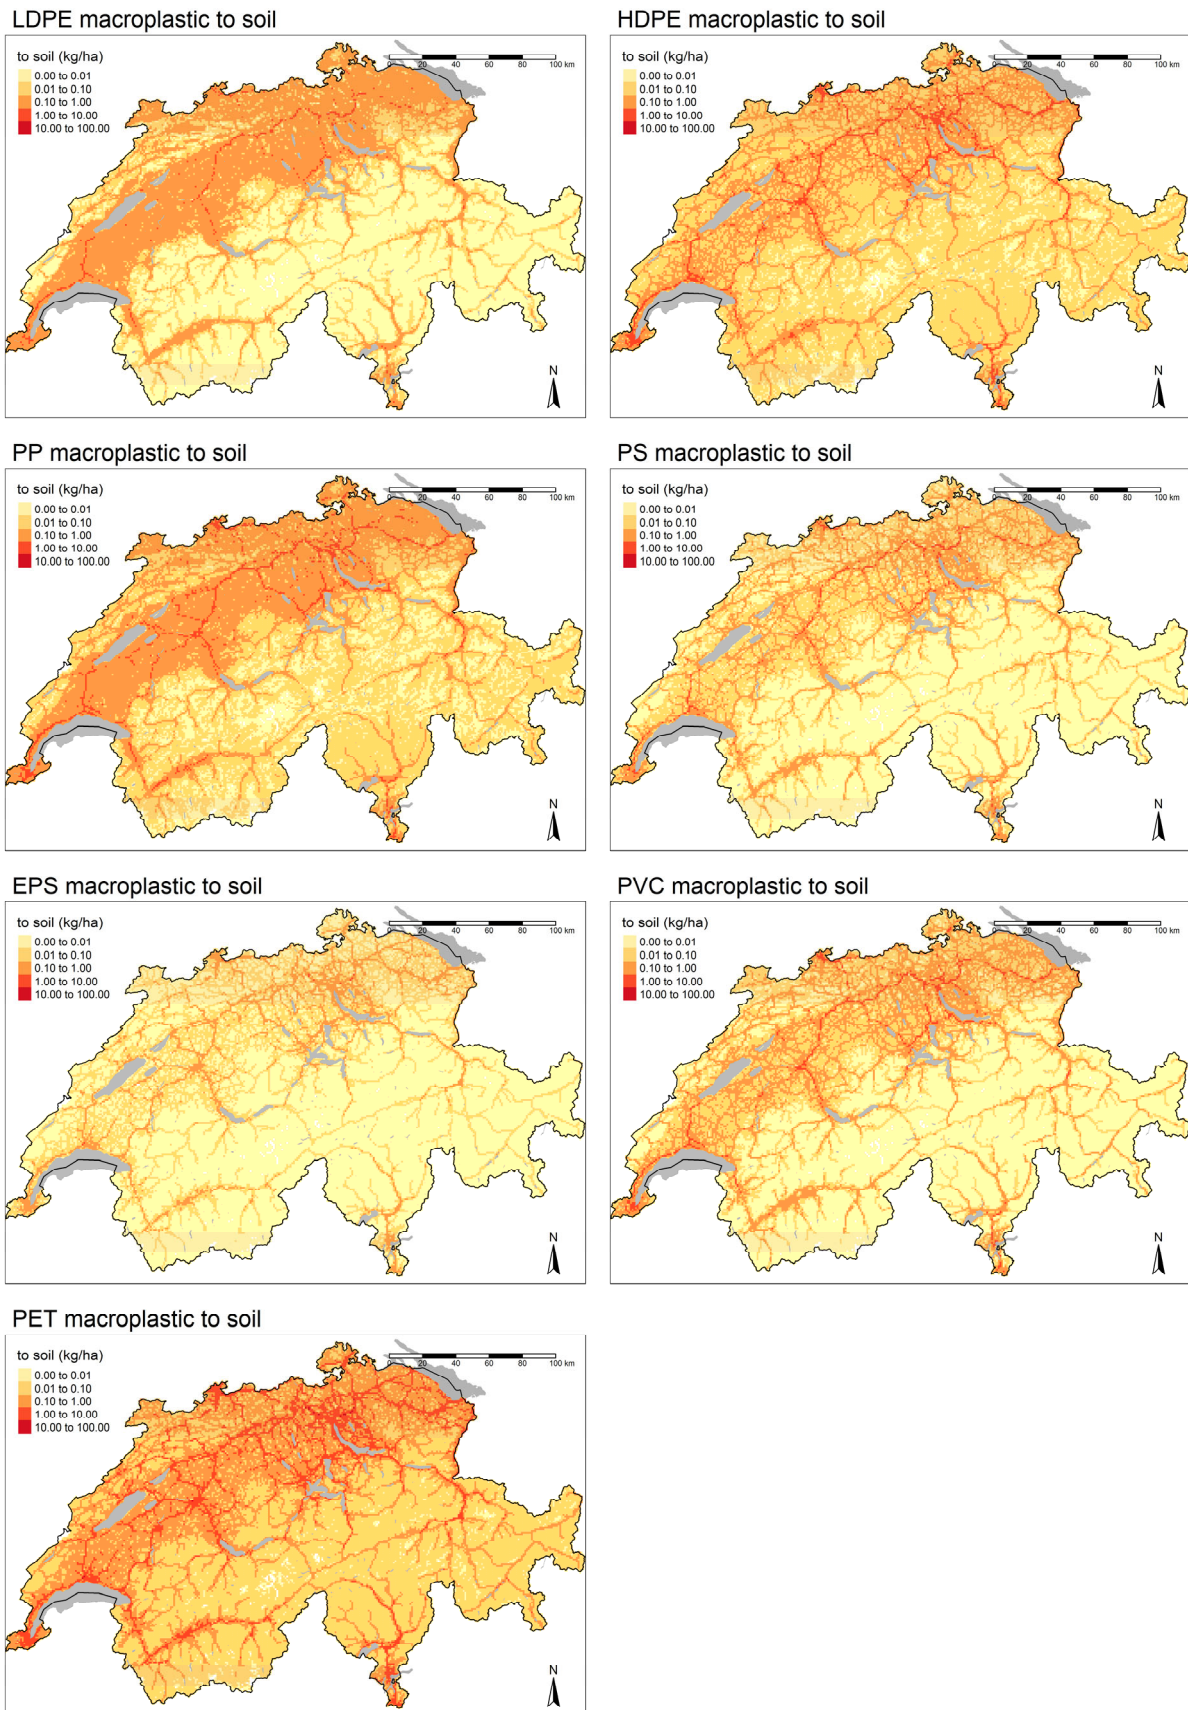 LDPE macroplastic to soil
to soil (kg/ha)
0.00 to 0.01
0.01 to 0.10
0.10 to 1.00
1.00 to 10.00
10.00 to 100.00
0 20 40 60 80 100 km
N
HDPE macroplastic to soil
to soil (kg/ha)
0.00 to 0.01
0.01 to 0.10
0.10 to 1.00
1.00 to 10.00
10.00 to 100.00
0 20 40 60 80 100 km
N
PP macroplastic to soil
to soil (kg/ha)
0.00 to 0.01
0.01 to 0.10
0.10 to 1.00
1.00 to 10.00
10.00 to 100.00
0 20 40 60 80 100 km
N
PS macroplastic to soil
to soil (kg/ha)
0.00 to 0.01
0.01 to 0.10
0.10 to 1.00
1.00 to 10.00
10.00 to 100.00
0 20 40 60 80 100 km
N
EPS macroplastic to soil
to soil (kg/ha)
0.00 to 0.01
0.01 to 0.10
0.10 to 1.00
1.00 to 10.00
10.00 to 100.00
0 20 40 60 80 100 km
N
PVC macroplastic to soil
to soil (kg/ha)
0.00 to 0.01
0.01 to 0.10
0.10 to 1.00
1.00 to 10.00
10.00 to 100.00
0 20 40 60 80 100 km
N
PET macroplastic to soil
to soil (kg/ha)
0.00 to 0.01
0.01 to 0.10
0.10 to 1.00
1.00 to 10.00
10.00 to 100.00
0 20 40 60 80 100 km
N